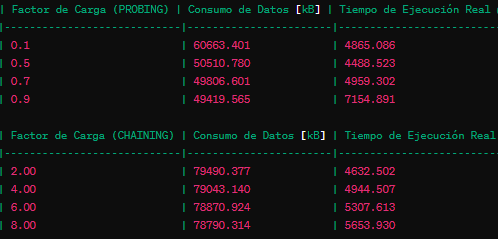 | Factor de Carga (PROBING) | Consumo de Datos [kB] | Tiempo de Ejecución Real
|---------------------------|-----------------------|-------------------------
| 0.1 | 60663.401 | 4865.086
| 0.5 | 50510.780 | 4488.523
| 0.7 | 49806.601 | 4959.302
| 0.9 | 49419.565 | 7154.891
| Factor de Carga (CHAINING) | Consumo de Datos [kB] | Tiempo de Ejecución Real
|---------------------------|-----------------------|-------------------------
| 2.00 | 79490.377 | 4632.502
| 4.00 | 79043.140 | 4944.507
| 6.00 | 78870.924 | 5307.613
| 8.00 | 78790.314 | 5653.930